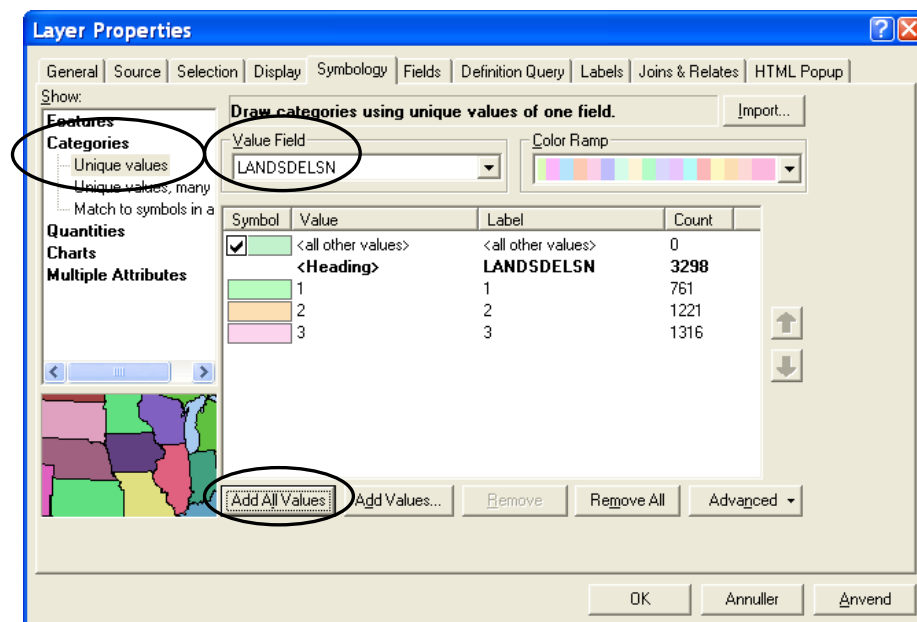 Layer Properties
General Source Selection Display Symbology Fields Definition Query Labels Joins & Relates HTML Popup
Show:
Features
Categories
Unique values
Unique values, many
Match to symbols in a
Quantities
Charts
Multiple Attributes
Draw categories using unique values of one field.
Import...
Value Field
LANDSDELSN
Color Ramp
Symbol Value Label Count
<all other values> <all other values> 0
<Heading> LANDSDELSN 3298
1 1 761
2 2 1221
3 3 1316
Add All Values Add Values... Remove Remove All Advanced
OK Annuller Anvend